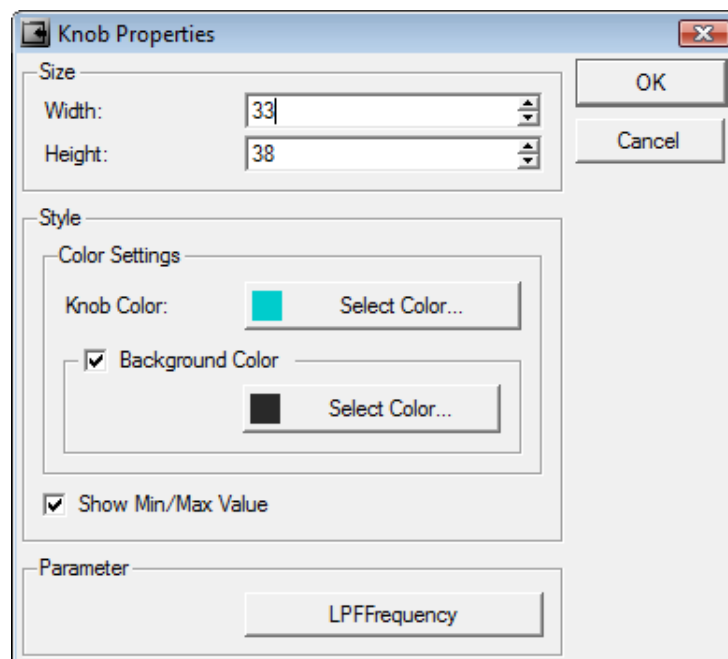 Knob Properties
Size
OK
Width:
33
Height:
38
Cancel
Style
Color Settings
Knob Color:
Select Color...
Background Color
Select Color...
Show Min/Max Value
Parameter
LPFFrequency